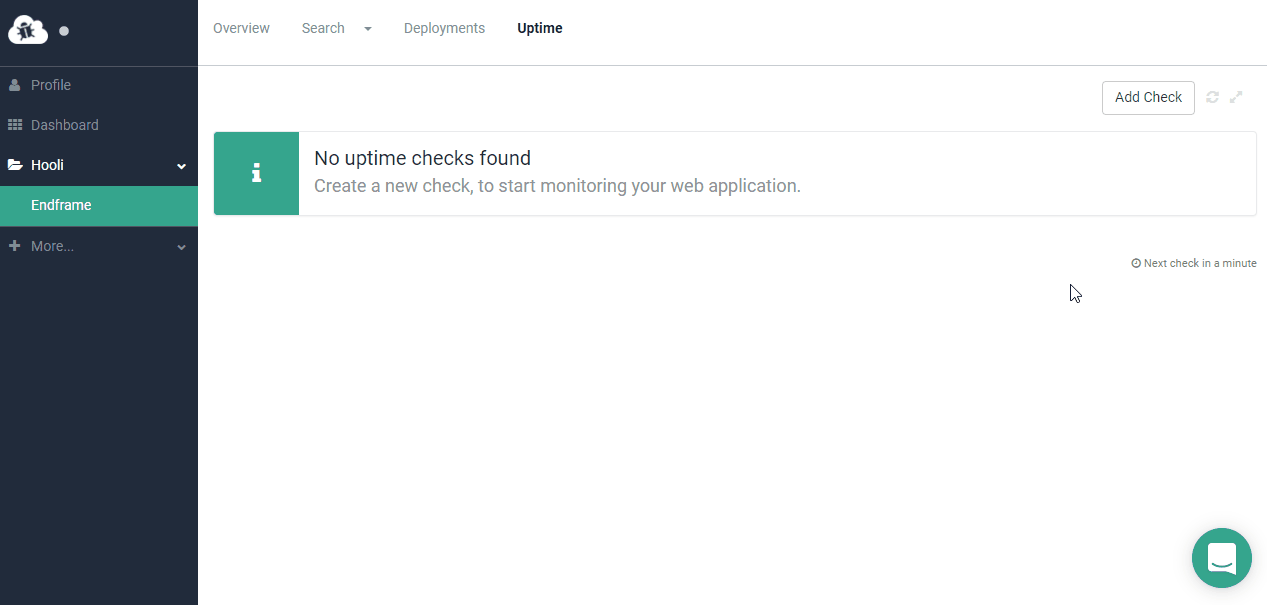 Overview Search Deployments Uptime
Profile
Dashboard
Hooli
Endframe
More...
Add Check
No uptime checks found
Create a new check, to start monitoring your web application.
Next check in a minute